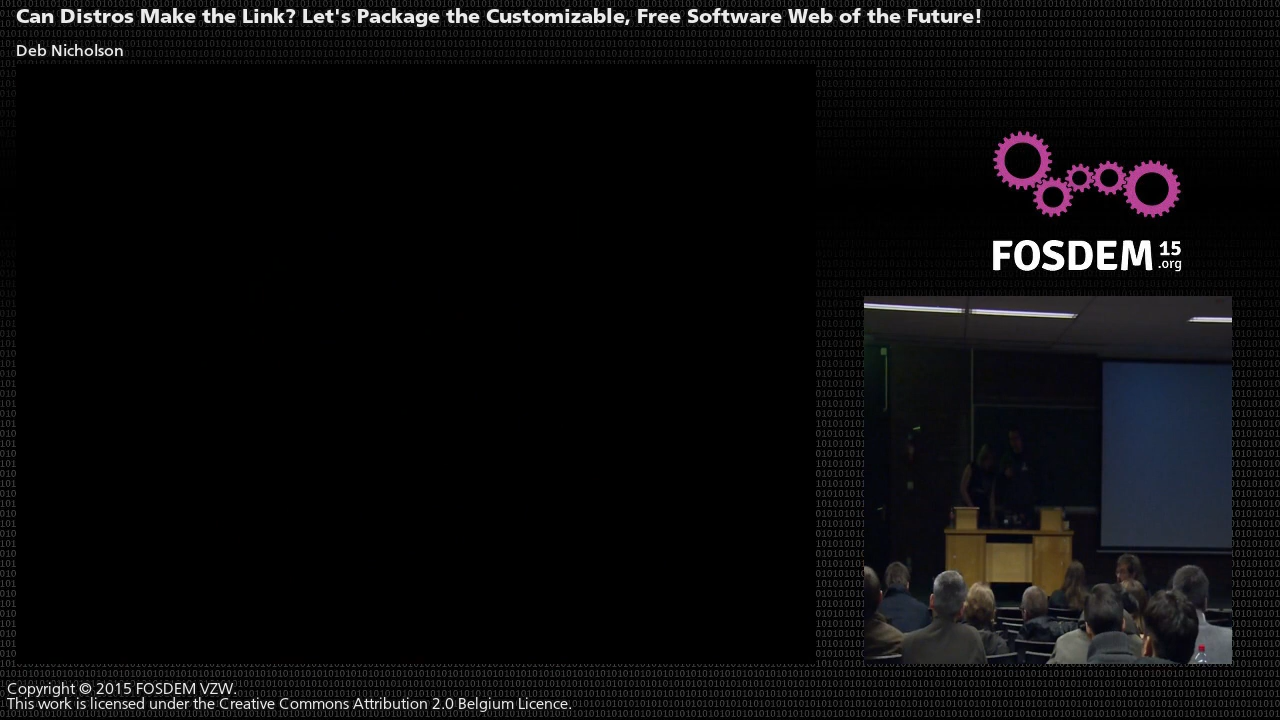 Can Distros Make the Link? Let's Package the Customizable, Free Software Web of the Future!
Deb Nicholson
FOSDEM 15
.org
Copyright © 2015 FOSDEM VZW.
This work is licensed under the Creative Commons Attribution 2.0 Belgium Licence.